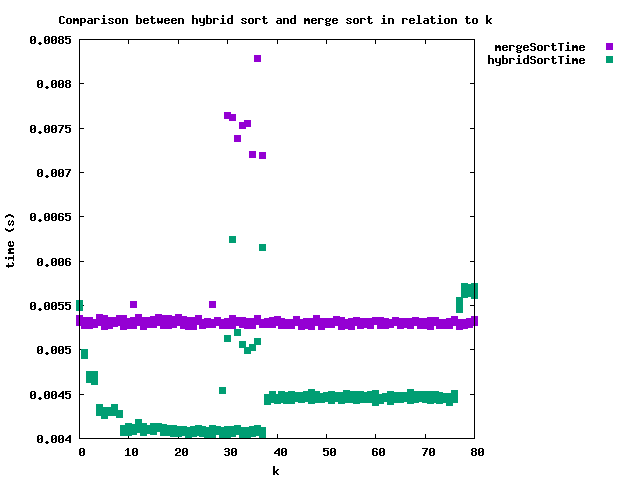 Comparison between hybrid sort and merge sort in relation to k
mergeSortTime
hybridSortTime
time (s)
0.0085
0.008
0.0075
0.007
0.0065
0.006
0.0055
0.005
0.0045
0.004
0 10 20 30 40 50 60 70 80
k